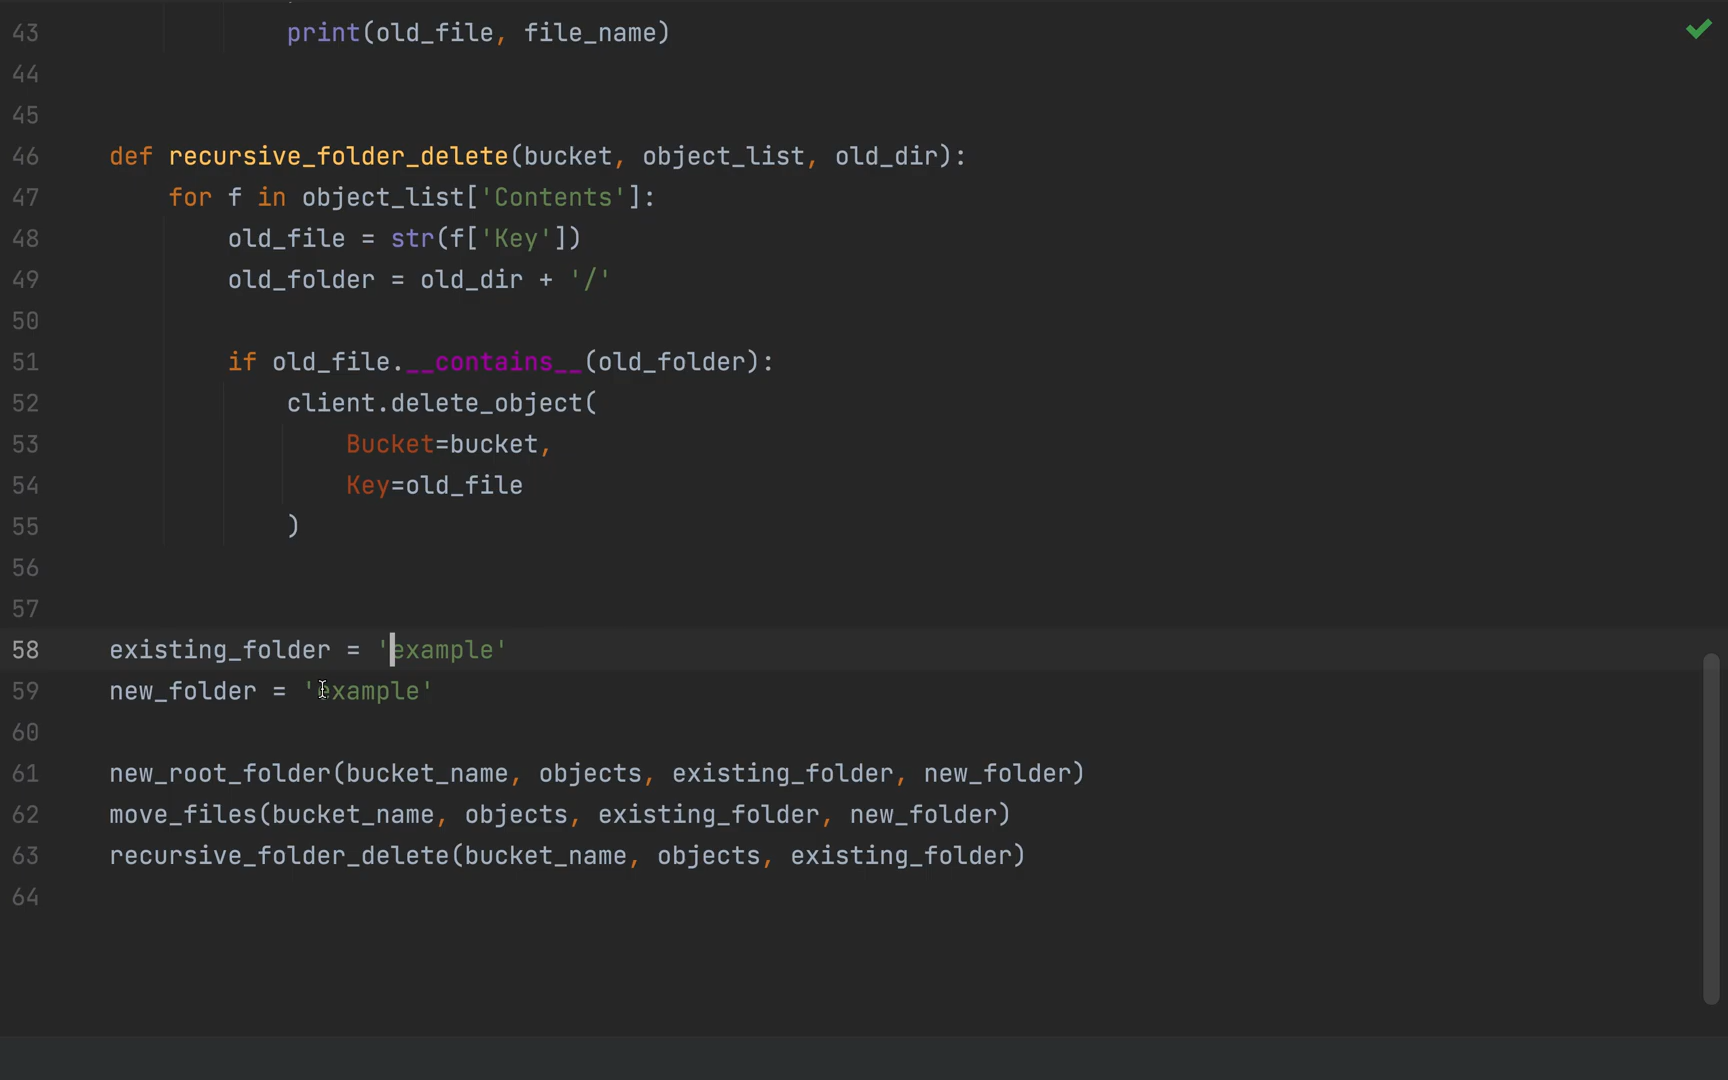 43 print(old_file, file_name)
44
45
46 def recursive_folder_delete(bucket, object_list, old_dir):
47 for f in object_list['Contents']:
48 old_file = str(f['Key'])
49 old_folder = old_dir + '/'
50
51 if old_file.__contains__(old_folder):
52 client.delete_object(
53 Bucket=bucket,
54 Key=old_file
55 )
56
57
58 existing_folder = 'example'
59 new_folder = 'example'
60
61 new_root_folder(bucket_name, objects, existing_folder, new_folder)
62 move_files(bucket_name, objects, existing_folder, new_folder)
63 recursive_folder_delete(bucket_name, objects, existing_folder)
64